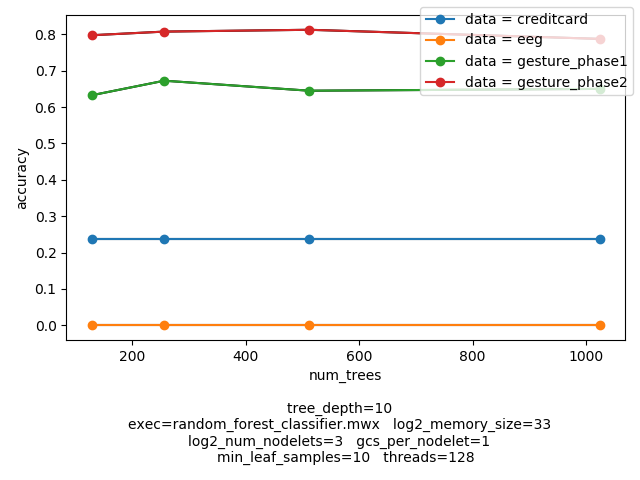 data = creditcard
data = eeg
data = gesture_phase1
data = gesture_phase2
0.8
0.7
0.6
0.5
0.4
0.3
0.2
0.1
0.0
accuracy
200 400 600 800 1000
num_trees
tree_depth=10
exec=random_forest_classifier.mwx log2_memory_size=33
log2_num_nodelets=3 gcs_per_nodelet=1
min_leaf_samples=10 threads=128